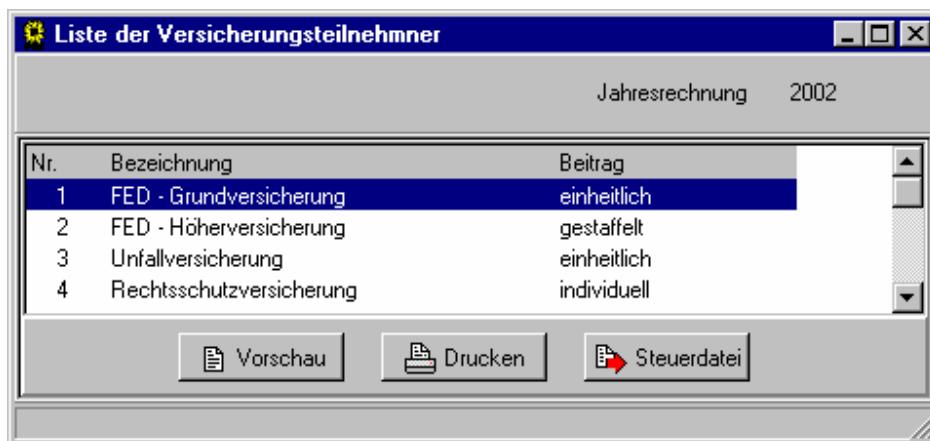 Liste der Versicherungsteilnehmner
Jahresrechnung 2002
Nr. Bezeichnung Beitrag
1 FED - Grundversicherung einheitlich
2 FED - Höherversicherung gestaffelt
3 Unfallversicherung einheitlich
4 Rechtsschutzversicherung individuell
Vorschau Drucken Steuerdatei